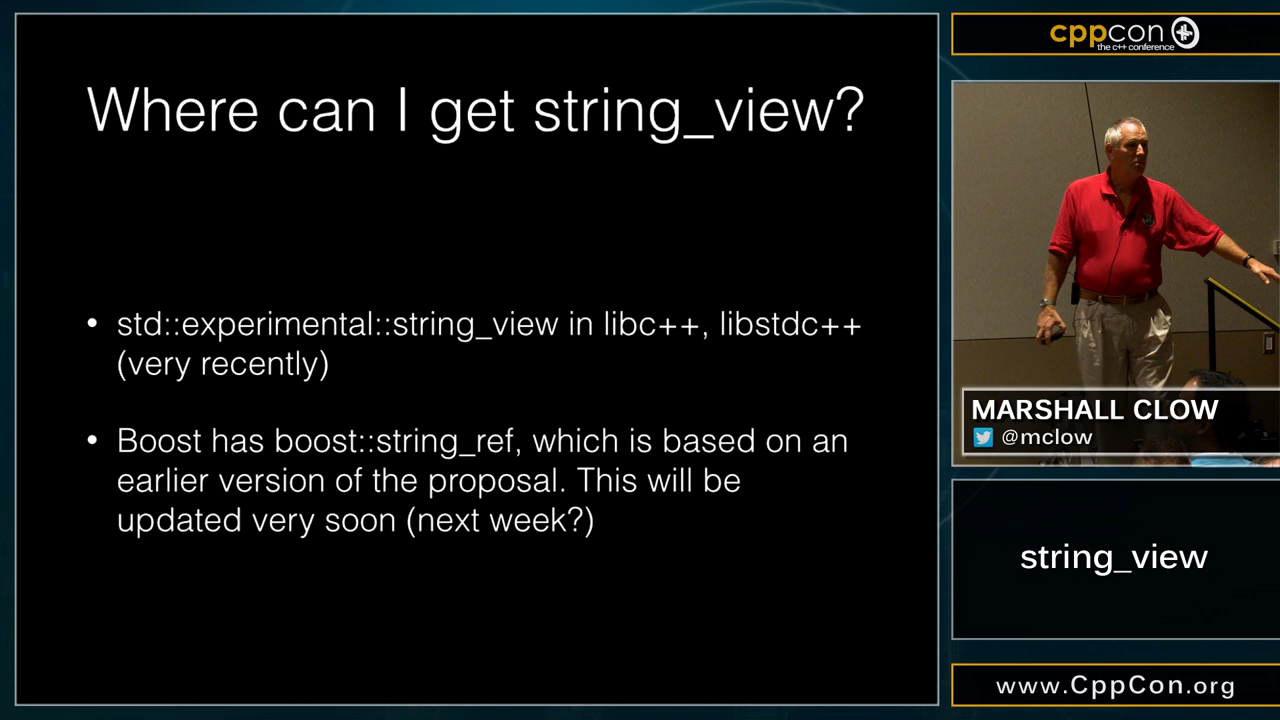 Where can I get string_view?
• std::experimental::string_view in libc++, libstdc++
(very recently)
• Boost has boost::string_ref, which is based on an
earlier version of the proposal. This will be
updated very soon (next week?)
cppcon
the c++ conference
MARSHALL CLOW
@mclow
string_view
www.CppCon.org